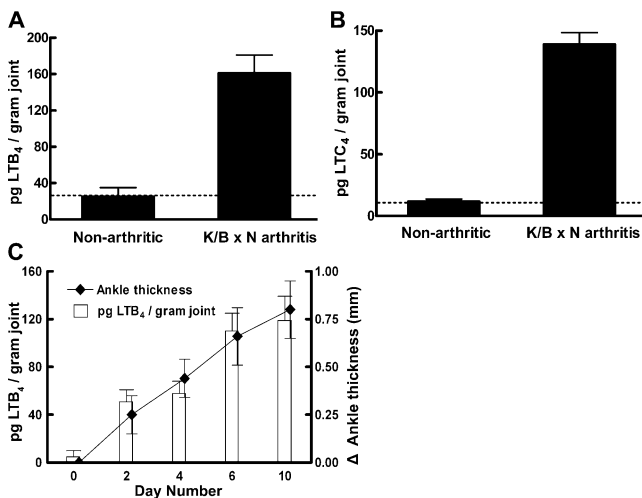 A
pg LTB4 / gram joint
200
160
120
80
40
0
Non-arthritic
K/B x N arthritis
B
pg LTC4 / gram joint
150
100
50
0
Non-arthritic
K/B x N arthritis
C
pg LTB4 / gram joint
160
120
80
40
0
Ankle thickness
pg LTB4 / gram joint
1.00
0.75
0.50
0.25
0.00
Δ Ankle thickness (mm)
0 2 4 6 10
Day Number